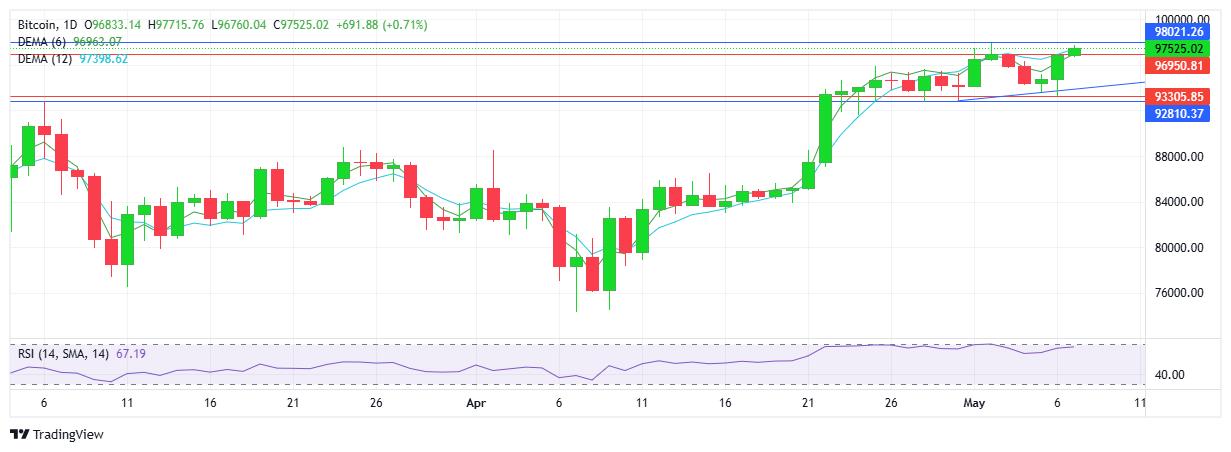 Bitcoin, 1D O96833.14 H97715.76 L96760.04 C97525.02 +691.88 (+0.71%)
DEMA (6) 96963.07
DEMA (12) 97398.62
100000.00
98021.26
97525.02
96950.81
93305.85
92810.37
88000.00
84000.00
80000.00
76000.00
RSI (14, SMA, 14) 67.19
40.00
6 11 16 21 26 Apr 6 11 16 21 26 May 6 11
TradingView